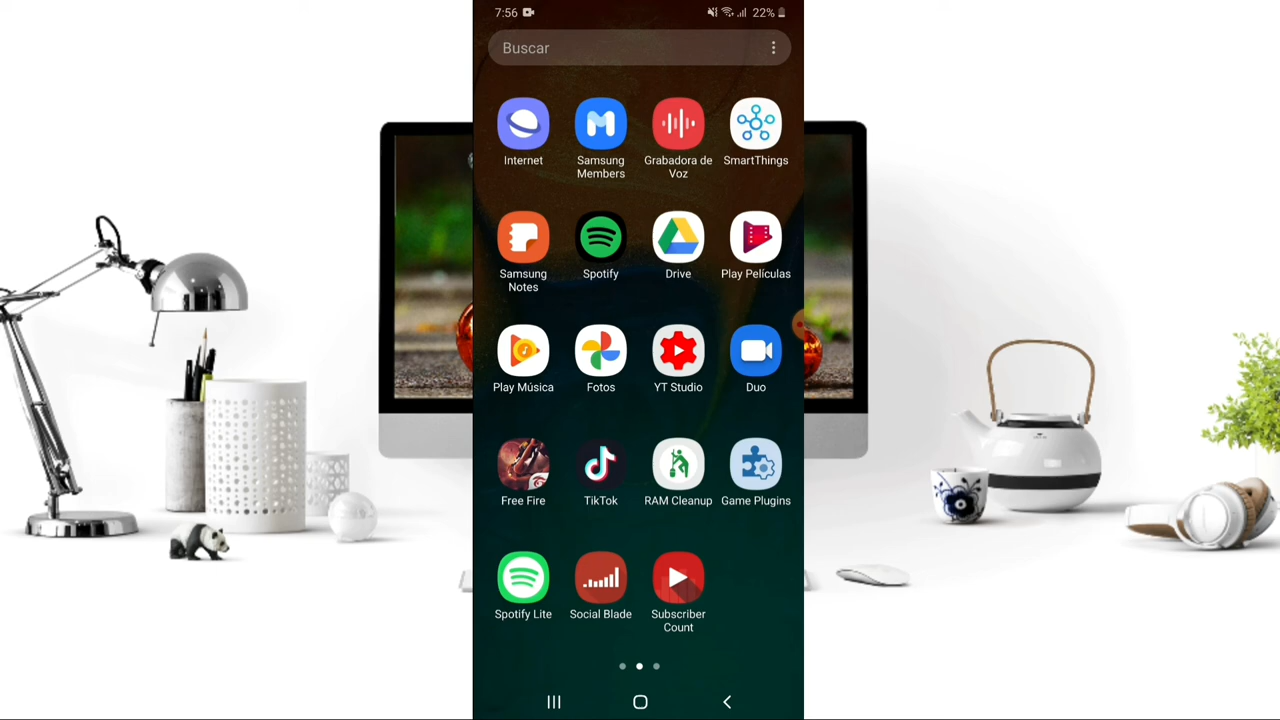 7:56
22%
Buscar
Internet
Samsung
Members
Grabadora de
Voz
SmartThings
Samsung
Notes
Spotify
Drive
Play Películas
Play Música
Fotos
YT Studio
Duo
Free Fire
TikTok
RAM Cleanup
Game Plugins
Spotify Lite
Social Blade
Subscriber
Count